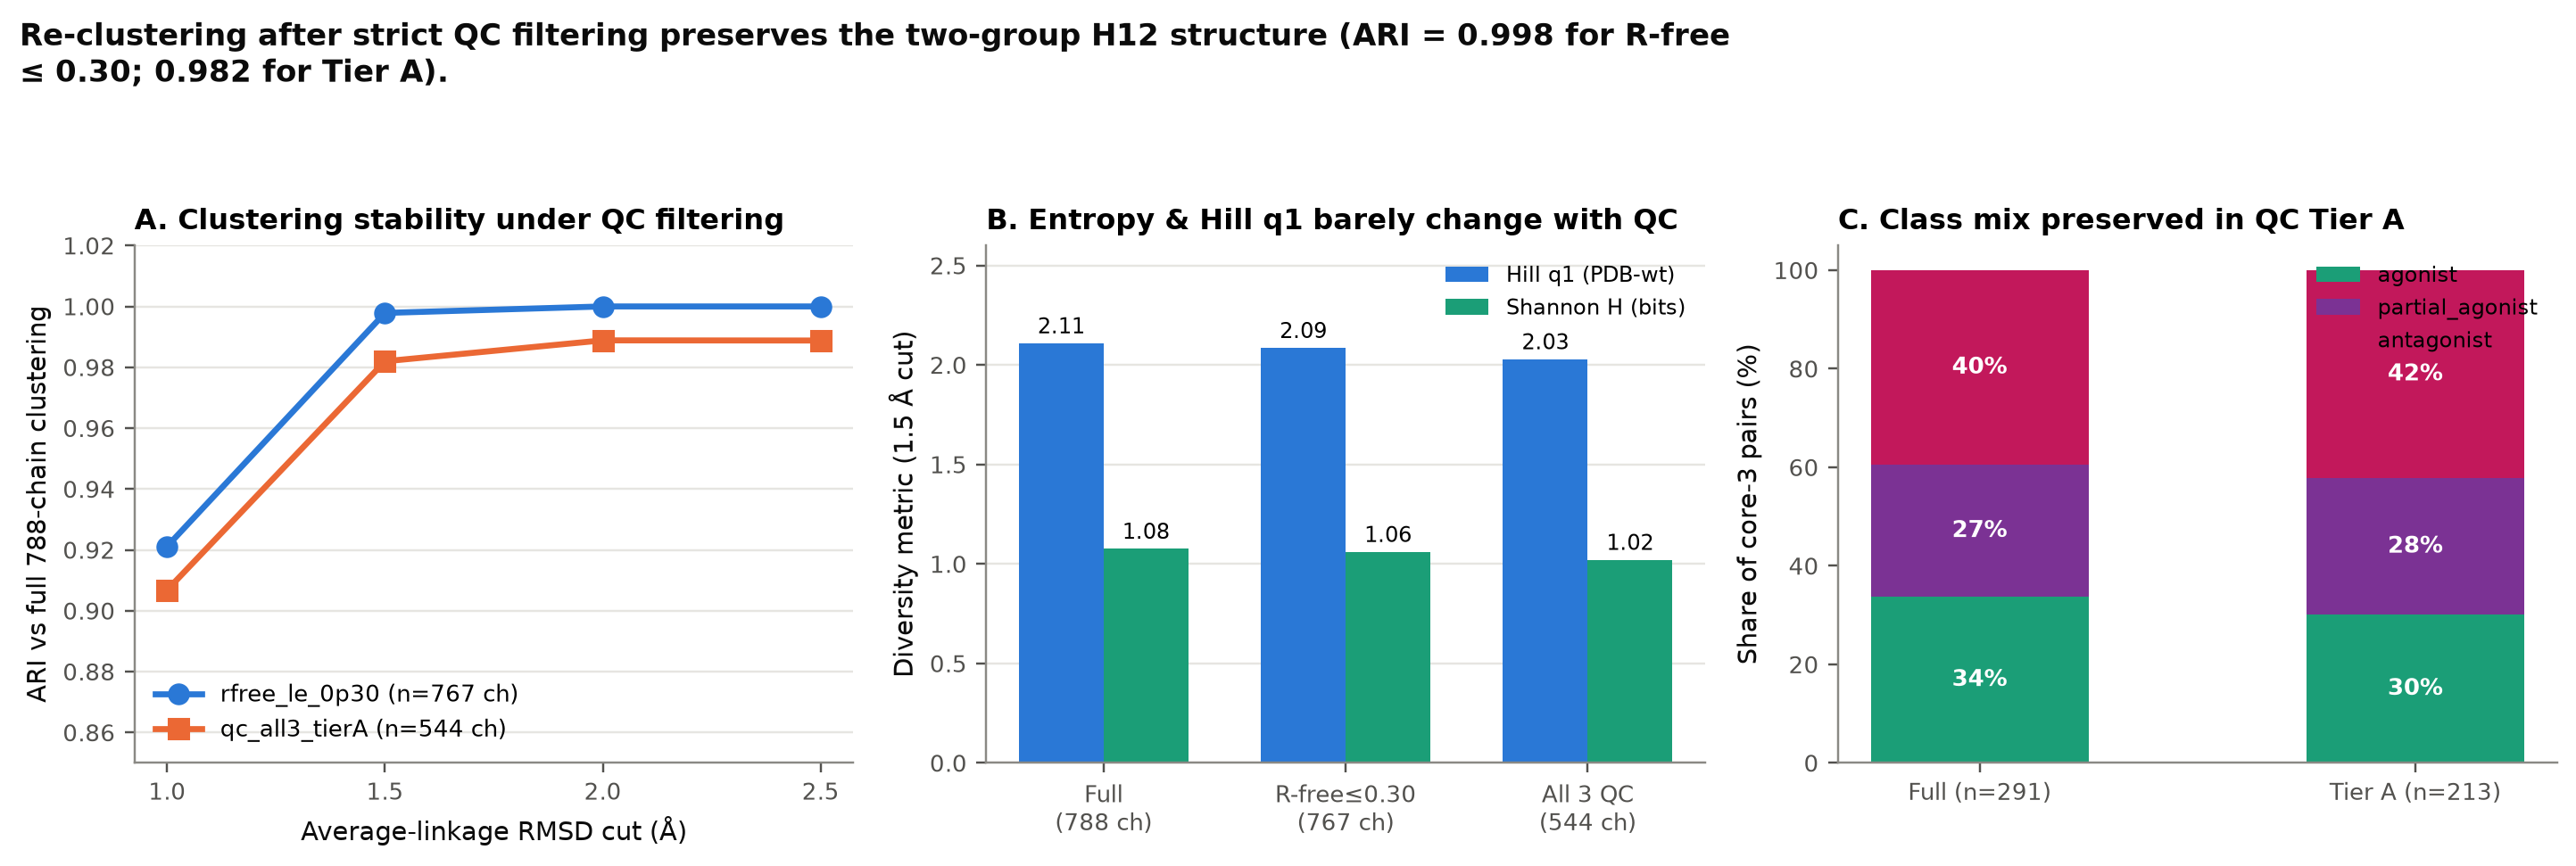 Re-clustering after strict QC filtering preserves the two-group H12 structure (ARI = 0.998 for R-free
≤ 0.30; 0.982 for Tier A).
A. Clustering stability under QC filtering
ARI vs full 788-chain clustering
1.02
1.00
0.98
0.96
0.94
0.92
0.90
0.88
0.86
rfree_le_0p30 (n=767 ch)
qc_all3_tierA (n=544 ch)
1.0 1.5 2.0 2.5
Average-linkage RMSD cut (Å)
B. Entropy & Hill q1 barely change with QC
Diversity metric (1.5 Å cut)
2.5
2.0
1.5
1.0
0.5
0.0
Hill q1 (PDB-wt)
Shannon H (bits)
2.11 2.09 2.03
1.08 1.06 1.02
Full R-free≤0.30 All 3 QC
(788 ch) (767 ch) (544 ch)
C. Class mix preserved in QC Tier A
Share of core-3 pairs (%)
100
80
60
40
20
0
agonist
partial_agonist
antagonist
40% 42%
27% 28%
34% 30%
Full (n=291) Tier A (n=213)